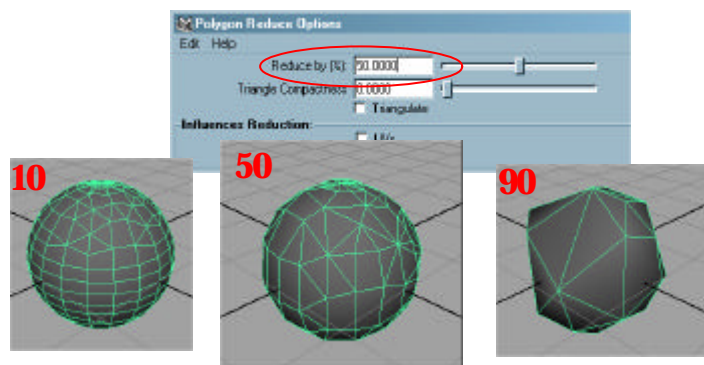 Polygon Reduce Options
Edit Help
Reduce by (%): 50.0000
Triangle Compactness: 0.0000
Triangulate
Influences Reduction:
UVs
10
50
90